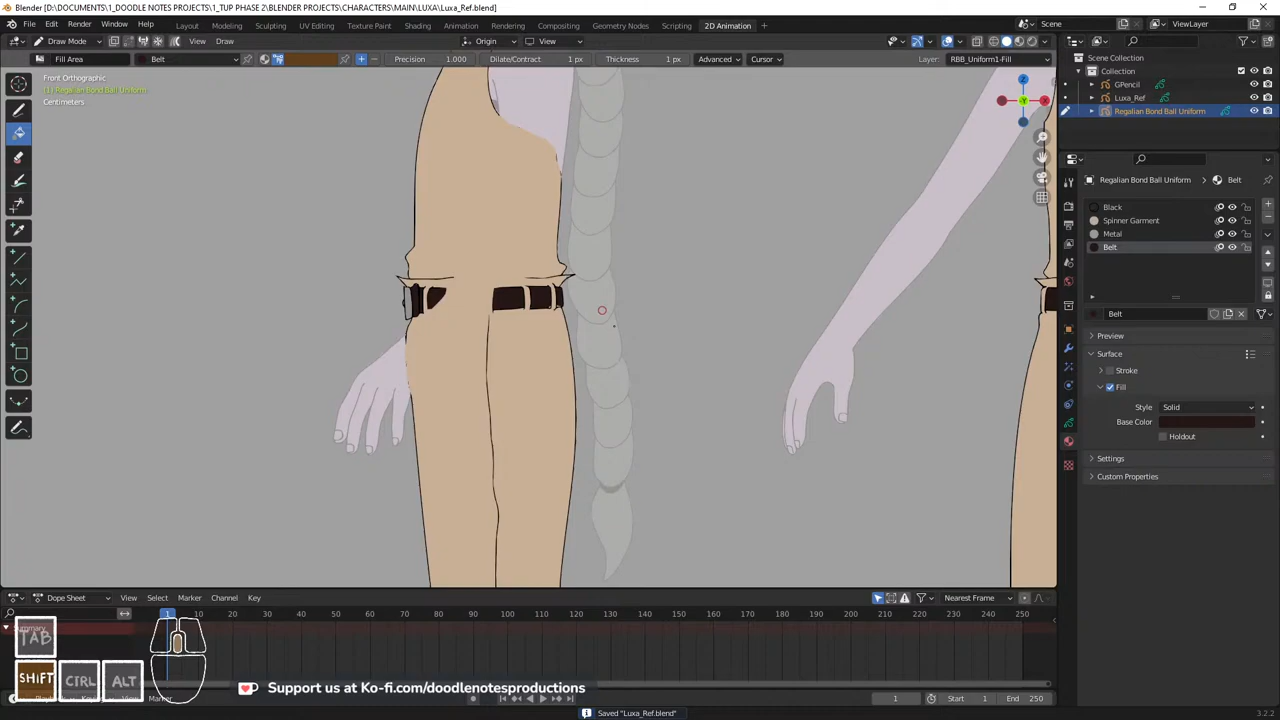 Blender [D:\DOCUMENTS\1_DOODLE NOTES PROJECTS\1_TUP PHASE 2\BLENDER PROJECTS\CHARACTERS\MAIN\LUXA\Luxa_Ref.blend]
File Edit Render Window Help Layout Modeling Sculpting UV Editing Texture Paint Shading Animation Rendering Compositing Geometry Nodes Scripting 2D Animation + Scene ViewLayer
Draw Mode View Draw Origin View
Fill Area Belt Precision 1.000 Dilate/Contract 1 px Thickness 1 px Advanced Cursor Layer: RBB_Uniform1-Fill
Front Orthographic
(1) Regalian Bond Ball Uniform
Centimeters
Z
Y
X
Scene Collection
Collection
GPencil
Luxa_Ref
Regalian Bond Ball Uniform
Regalian Bond Ball Uniform Belt
Black
Spinner Garment
Metal
Belt
Belt
Preview
Surface
Stroke
Fill
Style Solid
Base Color
Holdout
Settings
Custom Properties
Dope Sheet View Select Channel Key Nearest Frame
1 10 20 30 40 50 60 70 80 90 100 110 120 130 140 150 160 170 180 190 200 210 220 230 240 250
Summary
TAB
SHIFT CTRL ALT
Support us at Ko-fi.com/doodlenotesproductions
Marker
1 Start 1 End 250
Saved "Luxa_Ref.blend"
3.2.2